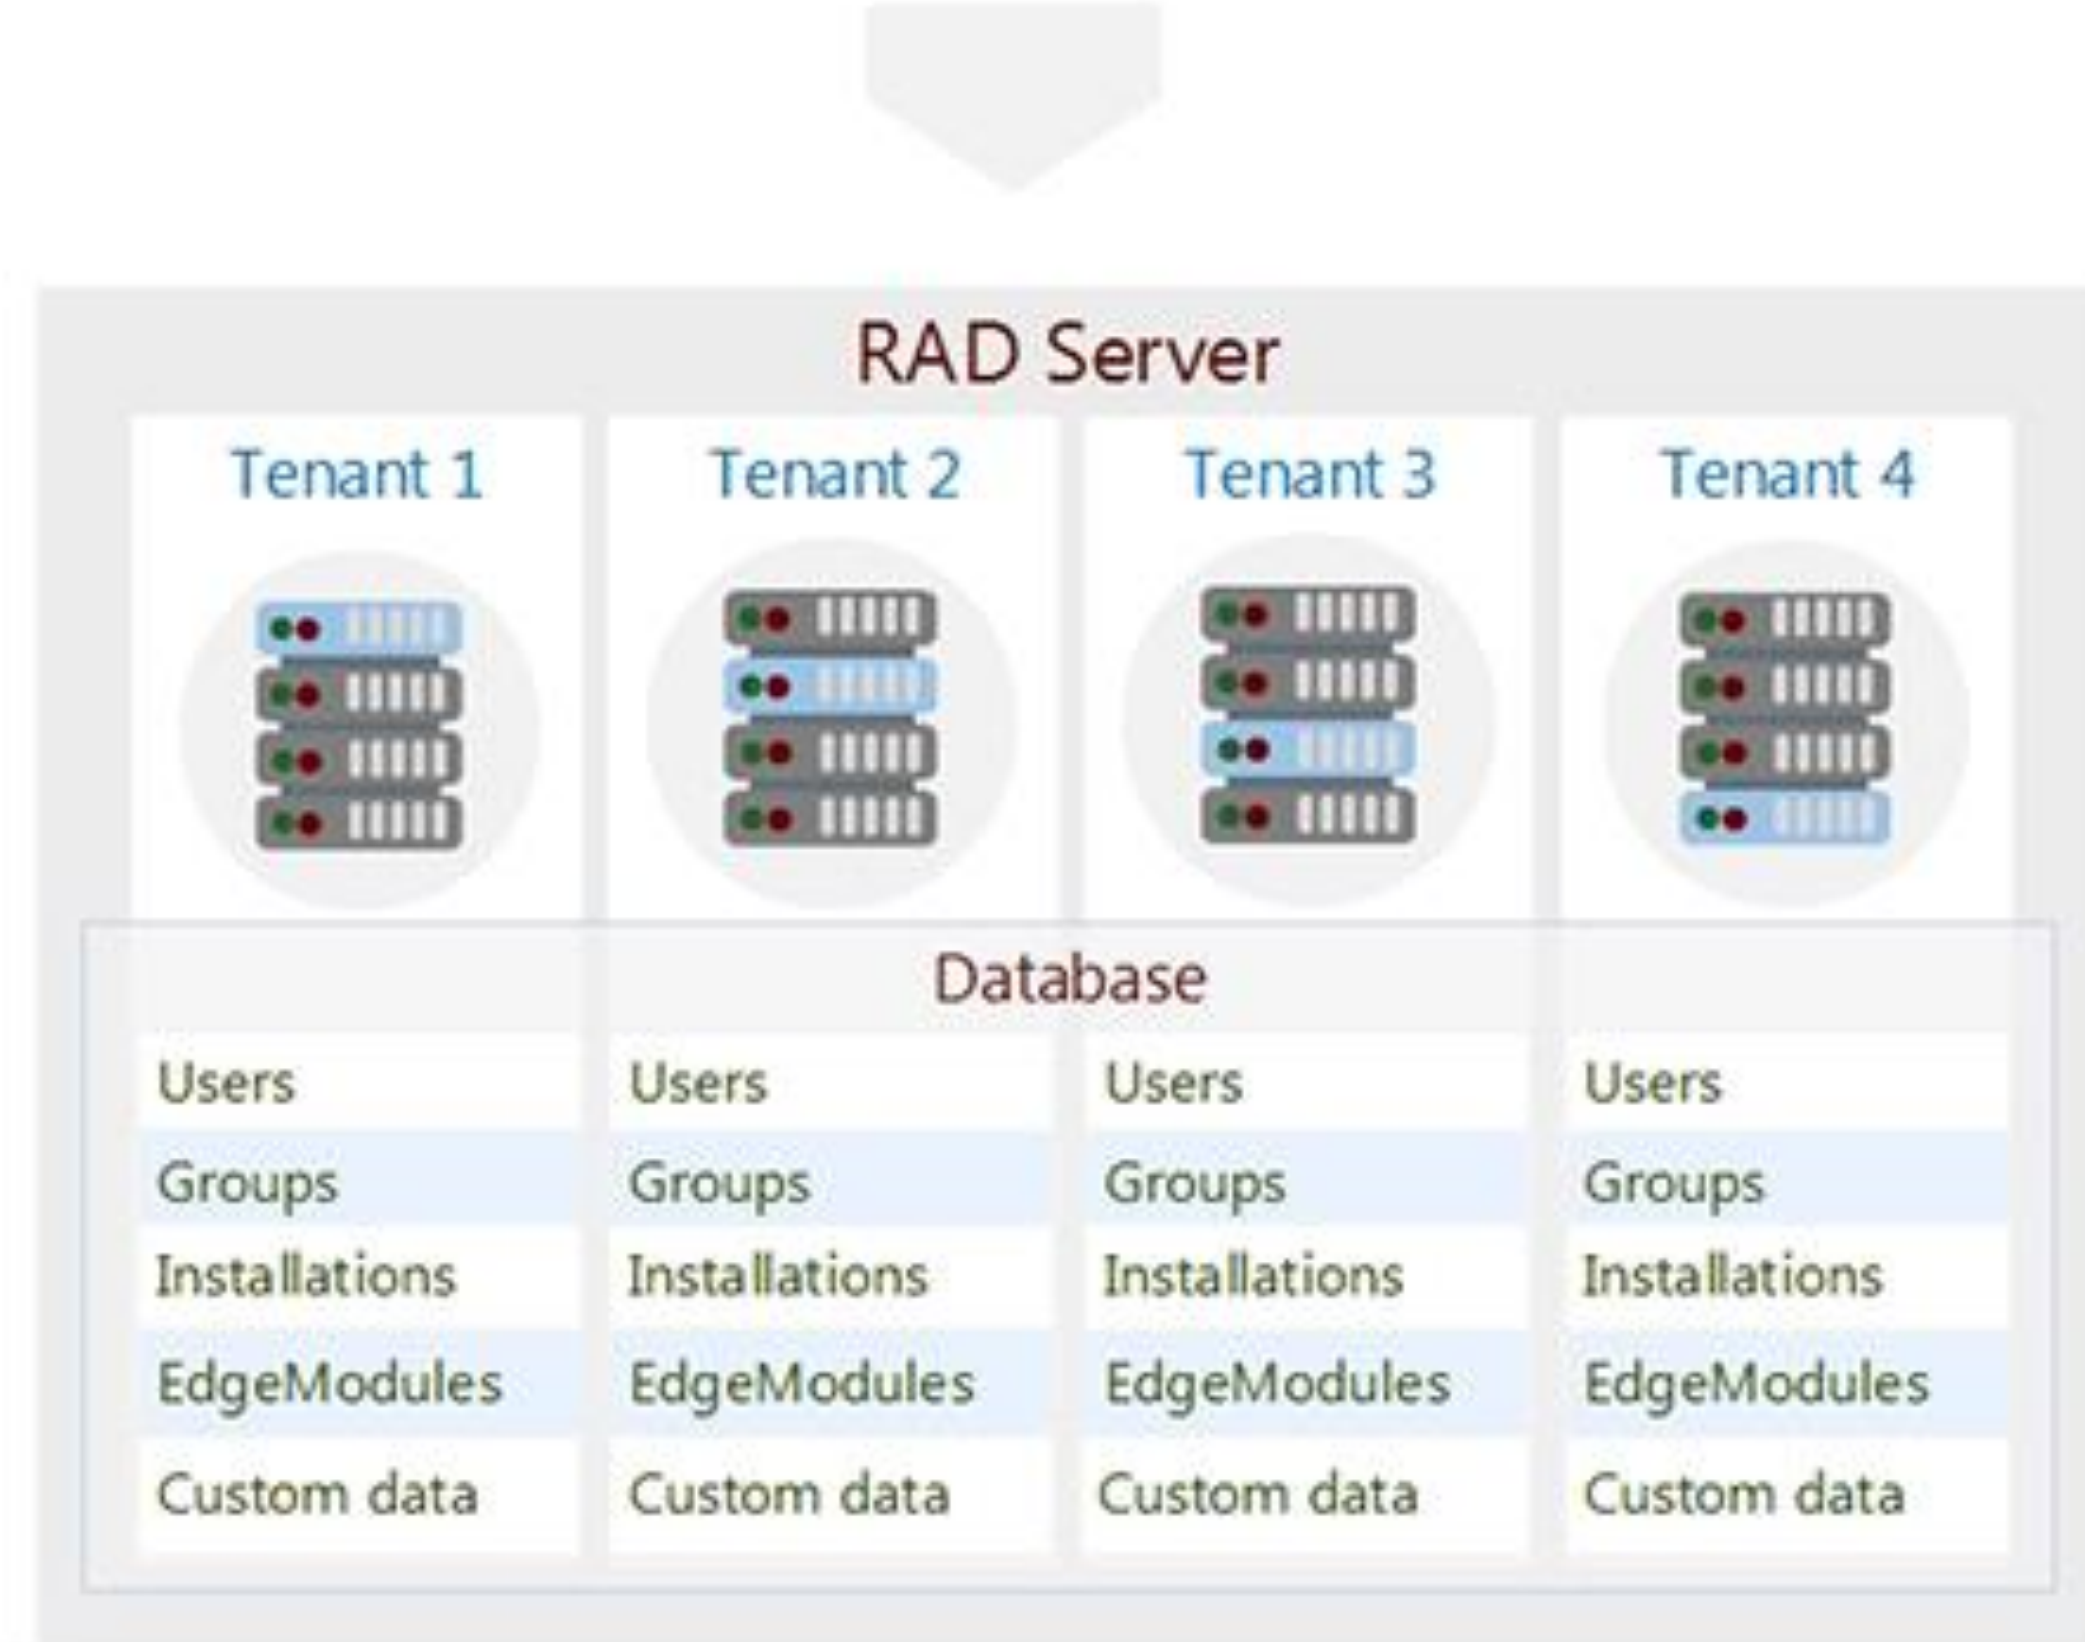 RAD Server
Tenant 1 Tenant 2 Tenant 3 Tenant 4
Database
Users Users Users Users
Groups Groups Groups Groups
Installations Installations Installations Installations
EdgeModules EdgeModules EdgeModules EdgeModules
Custom data Custom data Custom data Custom data